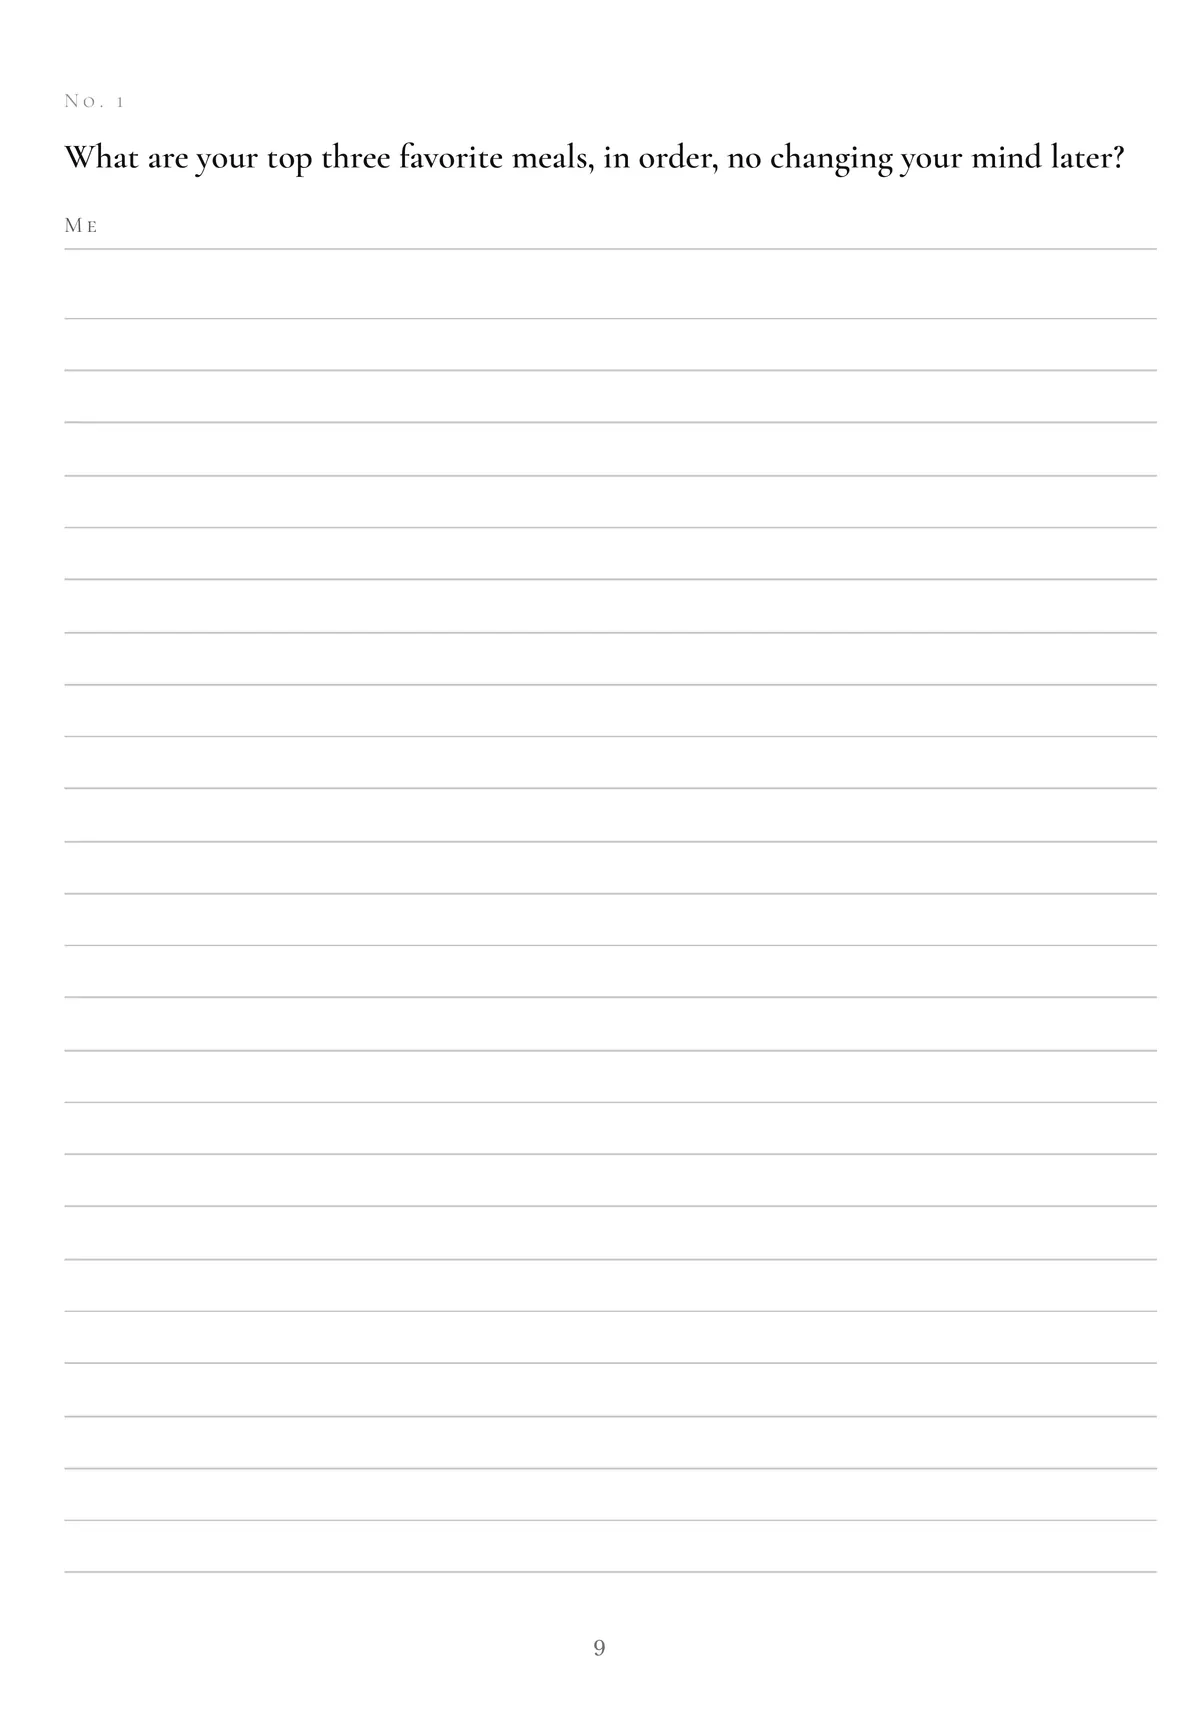 No. 1
What are your top three favorite meals, in order, no changing your mind later?
Me
9